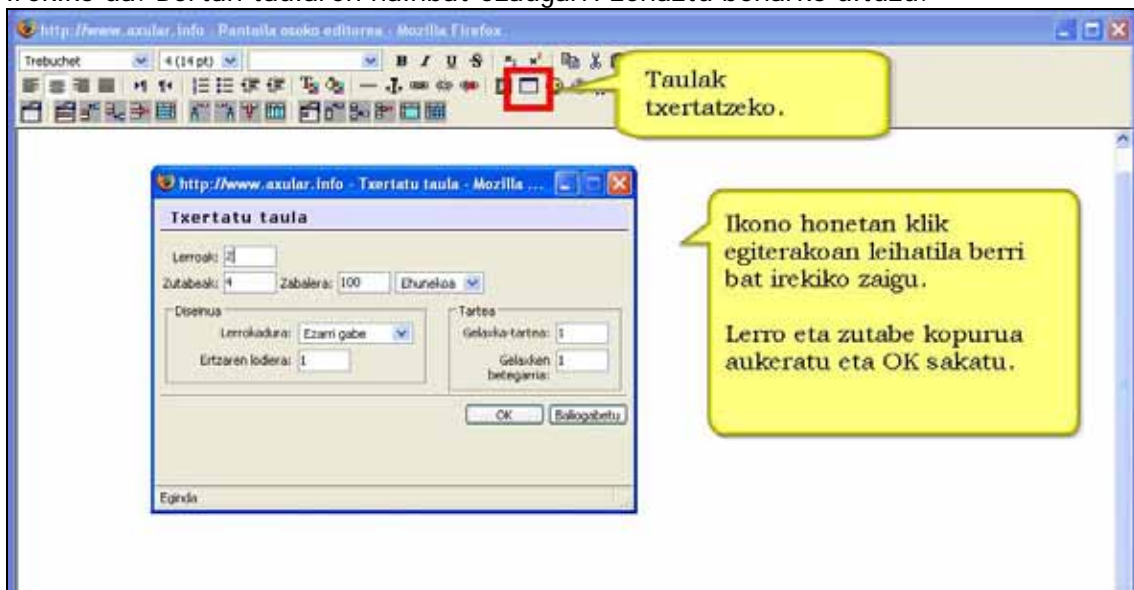 http://www.axular.info - Pantaila osoko editorea - Mozilla Firefox
Trebuchet 4 (14 pt) B I U S
Taulak
txertatzeko.
http://www.axular.info - Txertatu taula - Mozilla ...
Txertatu taula
Lerroak: 2
Zutabeak: 4 Zabalera: 100 Ehunekoa
Diseinua
Lerrokadura: Ezarri gabe
Ertzaren lodiera: 1
Tartea
Gelaxka-tartea: 1
Gelaxken 1
betegarria:
OK Baliogabetu
Eginda
Ikono honetan klik
egiterakoan leihatila berri
bat irekiko zaigu.
Lerro eta zutabe kopurua
aukeratu eta OK sakatu.